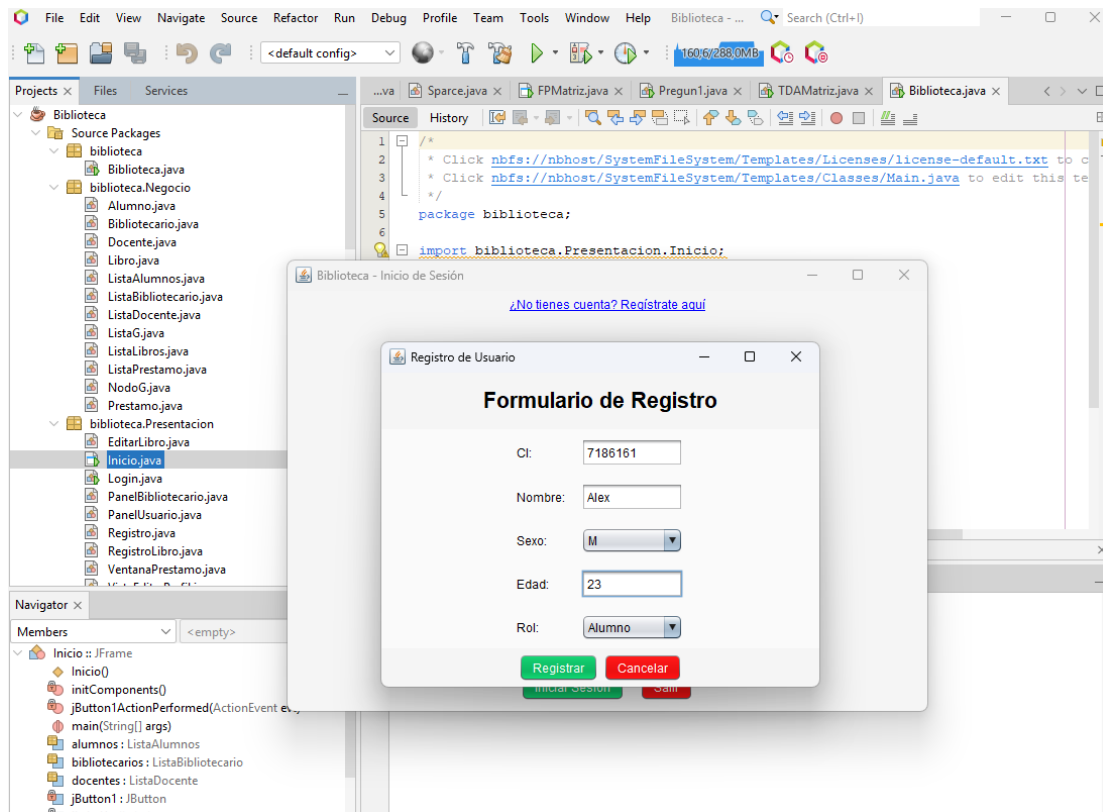 File Edit View Navigate Source Refactor Run Debug Profile Team Tools Window Help Biblioteca - ... Search (Ctrl+I)
<default config> 160,6/288,0MB
Projects Files Services
...va Sparce.java FPMatriz.java Pregun1.java TDAMatriz.java Biblioteca.java
Source History
Biblioteca
Source Packages
biblioteca
Biblioteca.java
biblioteca.Negocio
Alumno.java
Bibliotecario.java
Docente.java
Libro.java
ListaAlumnos.java
ListaBibliotecario.java
ListaDocente.java
ListaG.java
ListaLibros.java
ListaPrestamo.java
NodoG.java
Prestamo.java
biblioteca.Presentacion
EditarLibro.java
Inicio.java
Login.java
PanelBibliotecario.java
PanelUsuario.java
Registro.java
RegistroLibro.java
VentanaPrestamo.java
1 /*
2 * Click nbfs://nbhost/SystemFileSystem/Templates/Licenses/license-default.txt to c
3 * Click nbfs://nbhost/SystemFileSystem/Templates/Classes/Main.java to edit this te
4 */
5 package biblioteca;
6
import biblioteca.Presentacion.Inicio;
Biblioteca - Inicio de Sesión
¿No tienes cuenta? Regístrate aquí
Registro de Usuario
Formulario de Registro
CI: 7186161
Nombre: Alex
Sexo: M
Edad: 23
Rol: Alumno
Registrar Cancelar
Iniciar Sesión Salir
Navigator
Members <empty>
Inicio :: JFrame
Inicio()
initComponents()
jButton1ActionPerformed(ActionEvent ev
main(String[] args)
alumnos : ListaAlumnos
bibliotecarios : ListaBibliotecario
docentes : ListaDocente
jButton1 : JButton